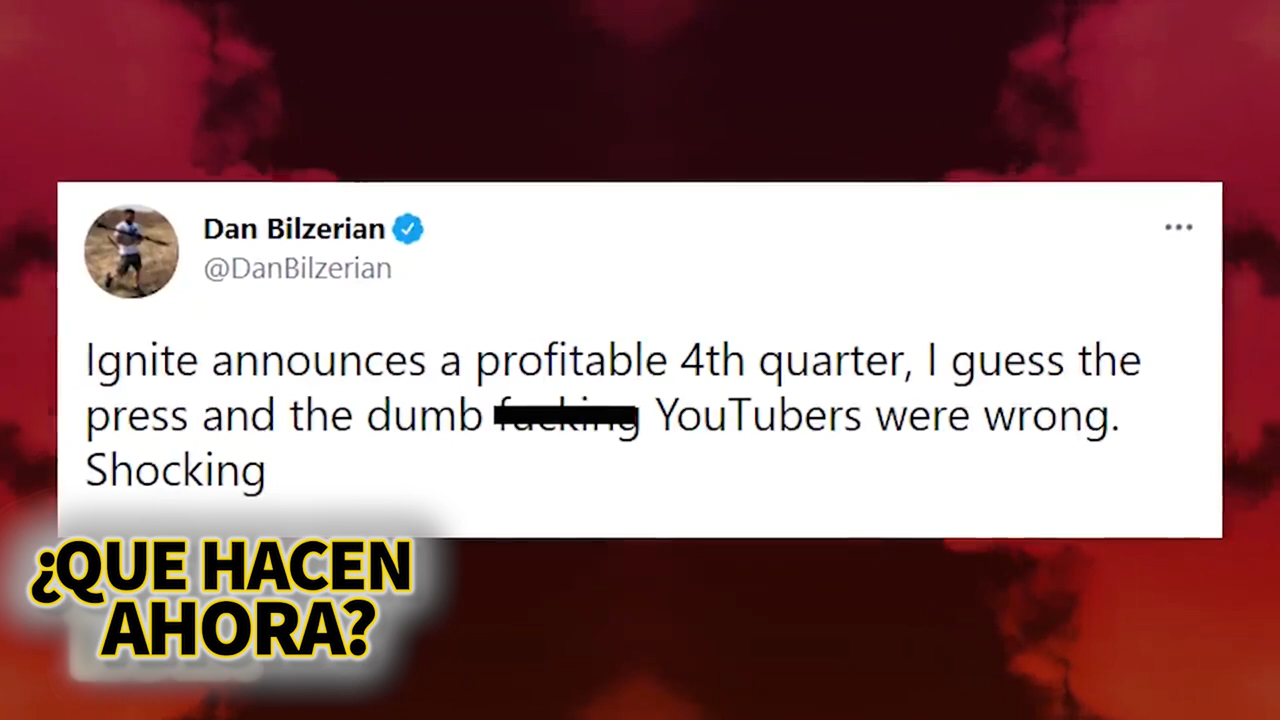 Dan Bilzerian
@DanBilzerian
Ignite announces a profitable 4th quarter, I guess the
press and the dumb fucking YouTubers were wrong.
Shocking
¿QUE HACEN
AHORA?